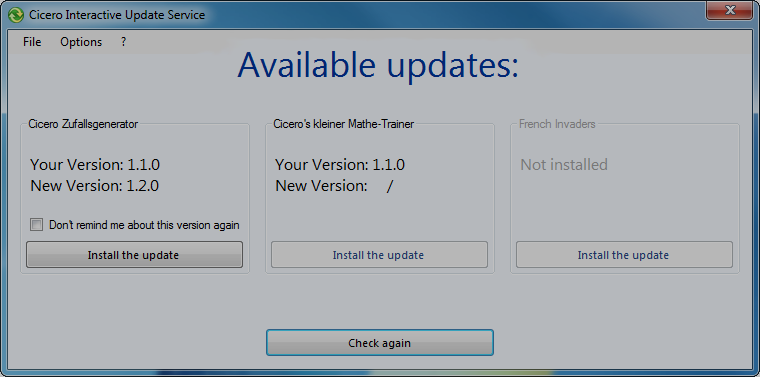 Cicero Interactive Update Service
File Options ?
Available updates:
Cicero Zufallsgenerator
Your Version: 1.1.0
New Version: 1.2.0
Don't remind me about this version again
Install the update
Cicero's kleiner Mathe-Trainer
Your Version: 1.1.0
New Version: /
Install the update
French Invaders
Not installed
Install the update
Check again